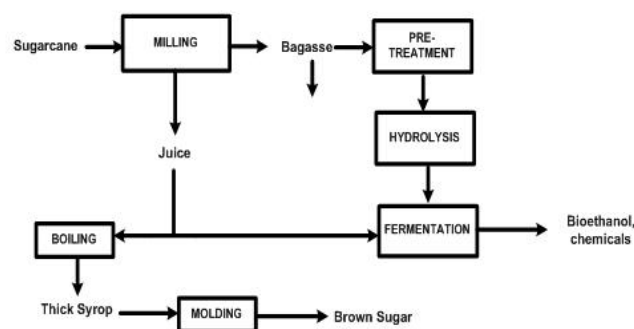 Sugarcane
MILLING
Bagasse
PRE-
TREATMENT
HYDROLYSIS
Juice
BOILING
FERMENTATION
Bioethanol,
chemicals
Thick Syrop
MOLDING
Brown Sugar